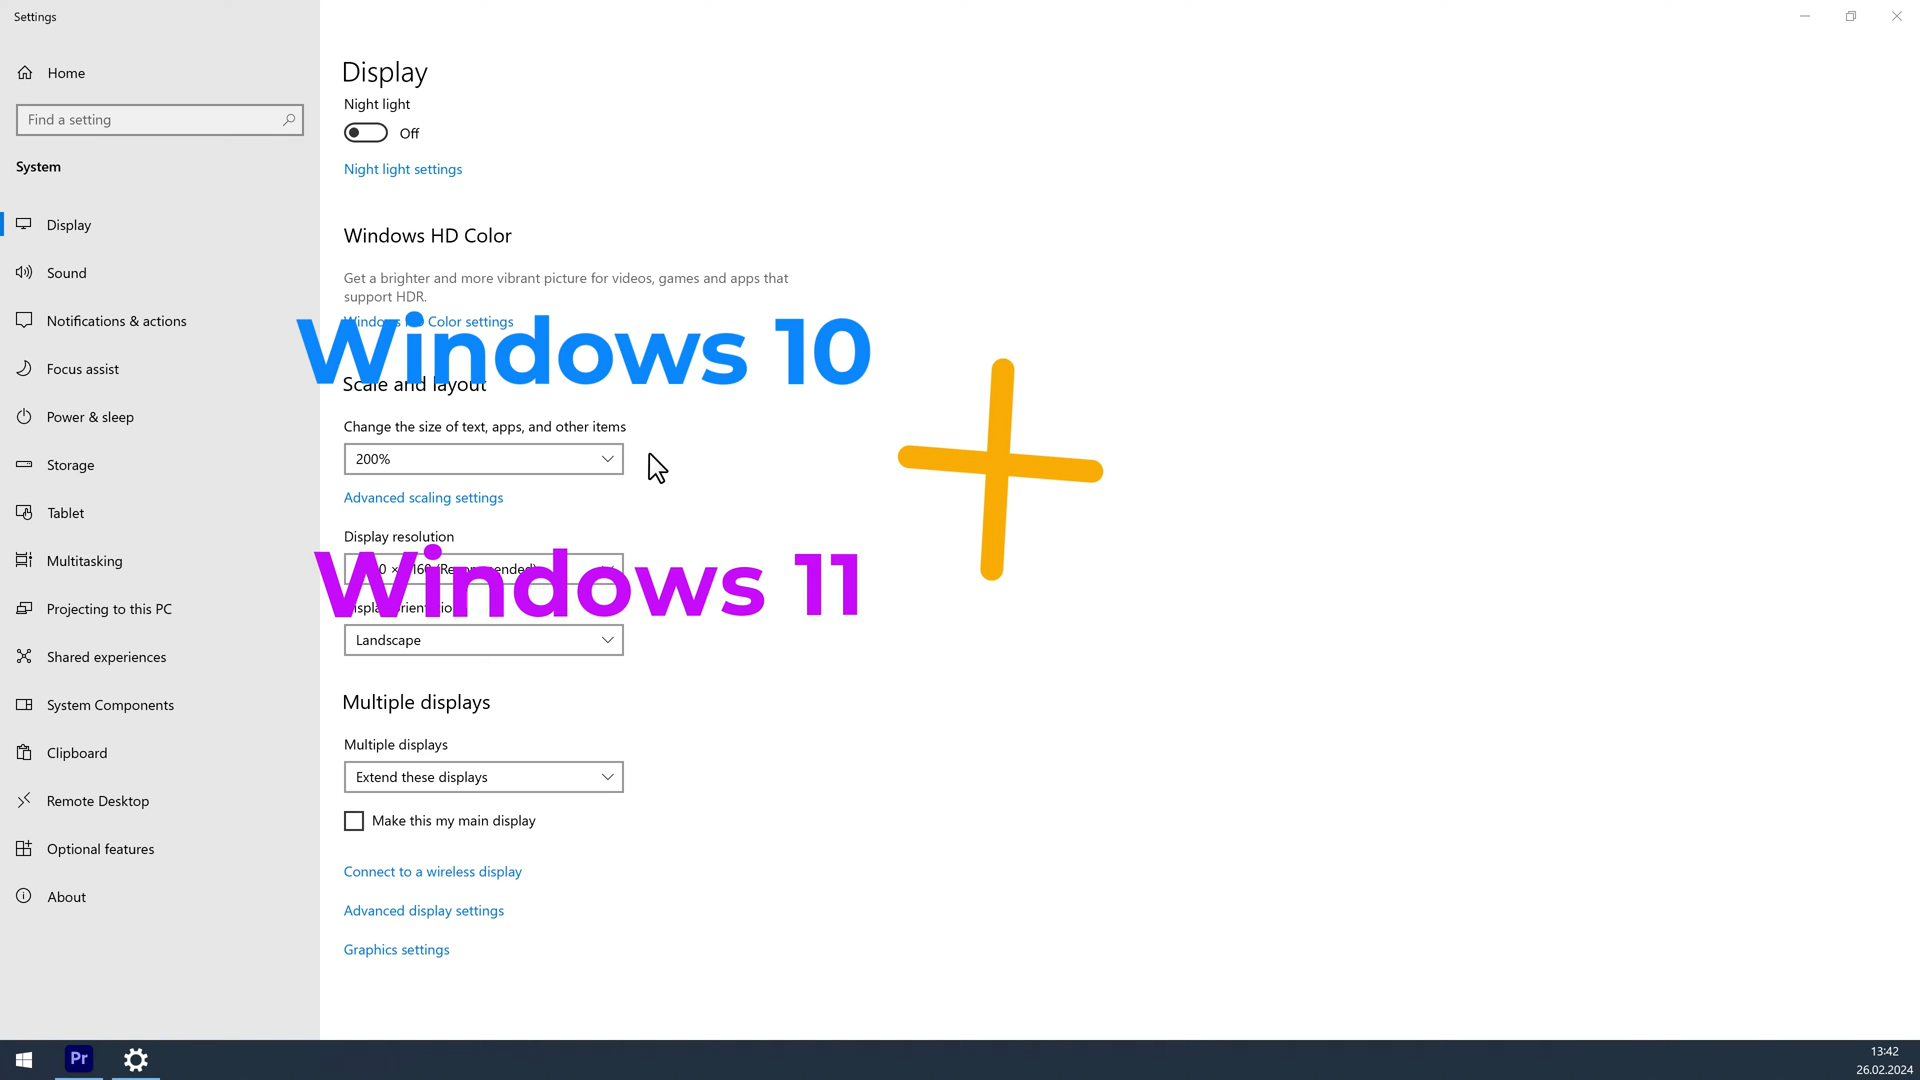 Settings
Home
Find a setting
System
Display
Sound
Notifications & actions
Focus assist
Power & sleep
Storage
Tablet
Multitasking
Projecting to this PC
Shared experiences
System Components
Clipboard
Remote Desktop
Optional features
About
Display
Night light
Off
Night light settings
Windows HD Color
Get a brighter and more vibrant picture for videos, games and apps that
support HDR.
Color settings
Windows 10
Scale and layout
Change the size of text, apps, and other items
200%
Advanced scaling settings
Display resolution
Windows 11
Landscape
Multiple displays
Multiple displays
Extend these displays
Make this my main display
Connect to a wireless display
Advanced display settings
Graphics settings
Pr
13:42
26.02.2024